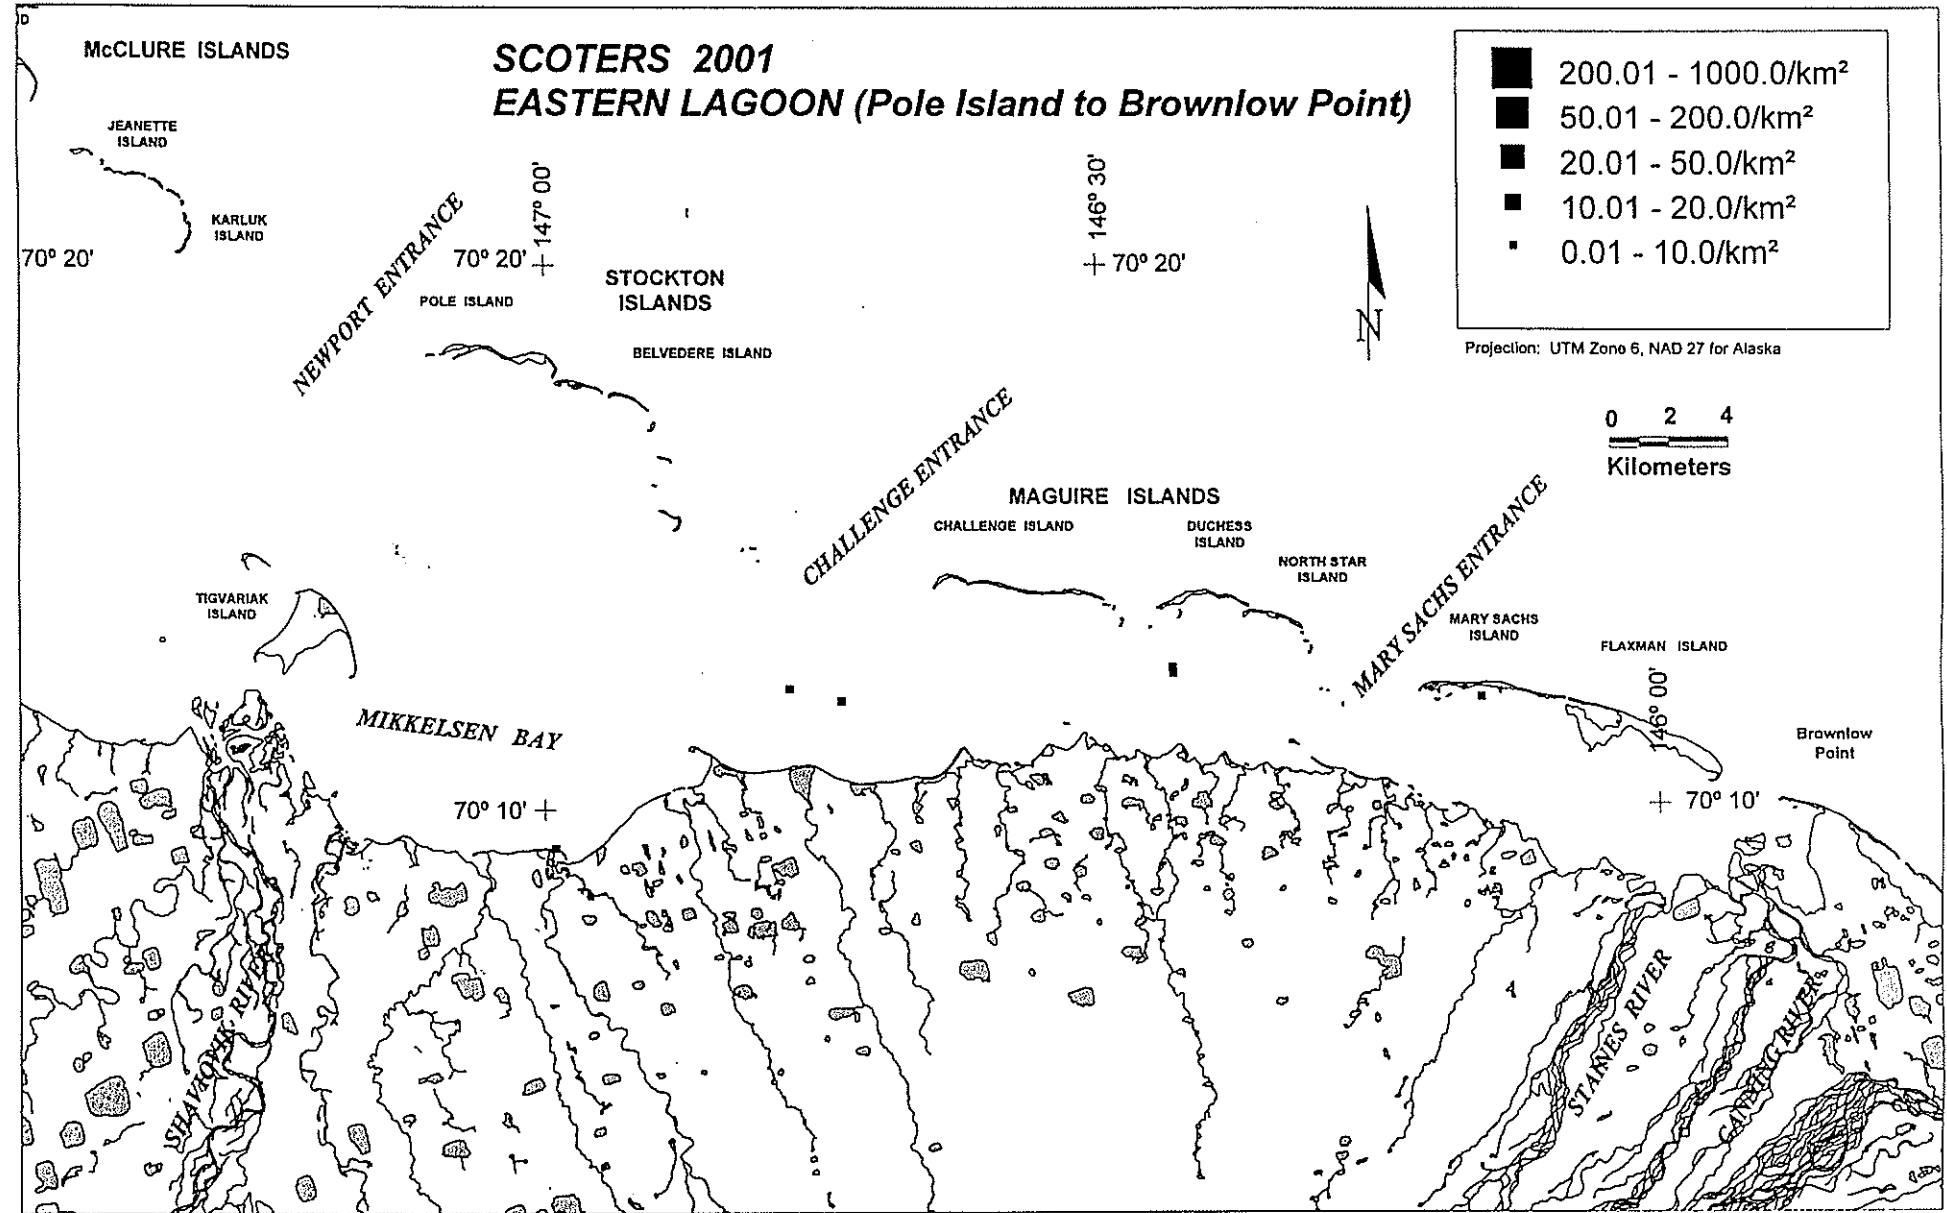 McCLURE ISLANDS
SCOTERS 2001
EASTERN LAGOON (Pole Island to Brownlow Point)
200.01 - 1000.0/km²
50.01 - 200.0/km²
20.01 - 50.0/km²
10.01 - 20.0/km²
0.01 - 10.0/km²
Projection: UTM Zone 6, NAD 27 for Alaska
JEANETTE
ISLAND
KARLUK
ISLAND
70° 20'
NEWPORT ENTRANCE
147° 00'
70° 20'
146° 30'
70° 20'
N
STOCKTON
ISLANDS
POLE ISLAND
BELVEDERE ISLAND
0 2 4
Kilometers
CHALLENGE ENTRANCE
MAGUIRE ISLANDS
CHALLENGE ISLAND
DUCHESS
ISLAND
NORTH STAR
ISLAND
MARY SACHS ENTRANCE
MARY SACHS
ISLAND
FLAXMAN ISLAND
146° 00'
TIGVARIAK
ISLAND
MIKKELSEN BAY
Brownlow
Point
70° 10'
70° 10'
SHAVIOVIK RIVER
STAINES RIVER
CANNING RIVER